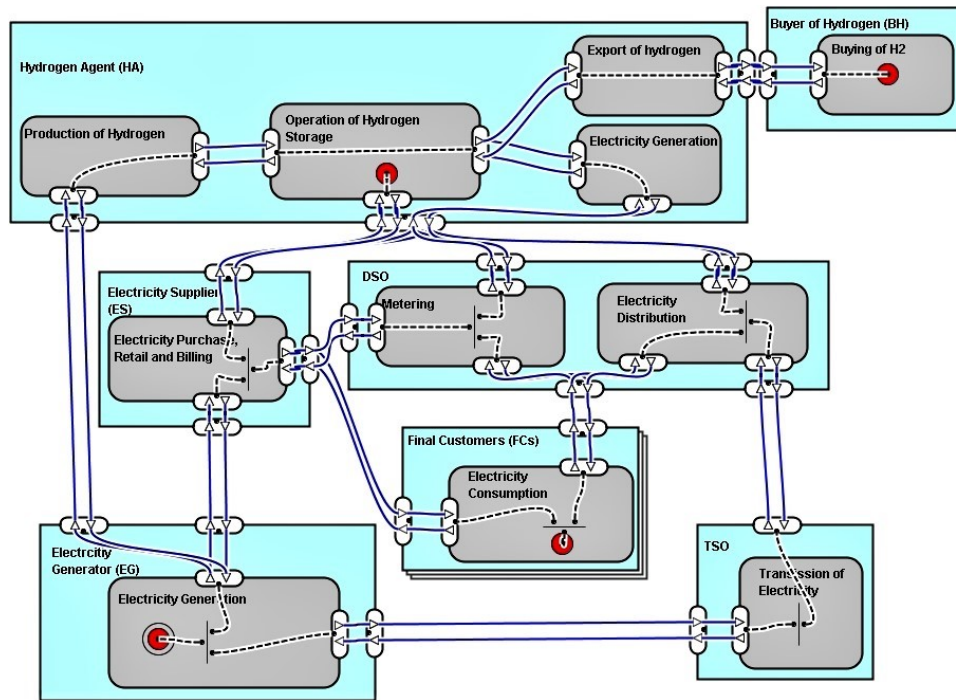 Buyer of Hydrogen (BH)
Export of hydrogen
Buying of H2
Hydrogen Agent (HA)
Production of Hydrogen
Operation of Hydrogen
Storage
Electricity Generation
Electricity Supplier
(ES)
DSO
Metering
Electricity
Distribution
Electricity Purchase,
Retail and Billing
Final Customers (FCs)
Electricity
Consumption
Electrcity
Generator (EG)
Electricity Generation
TSO
Transssion of
Electricity